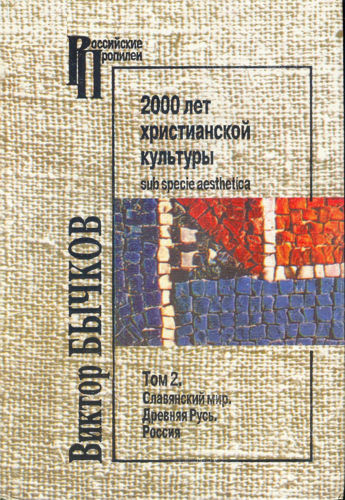 Российские
Пропилеи
2000 лет
христианской
культуры
sub specie aesthetica
Виктор БЫЧКОВ
Том 2.
Славянский мир.
Древняя Русь.
Россия